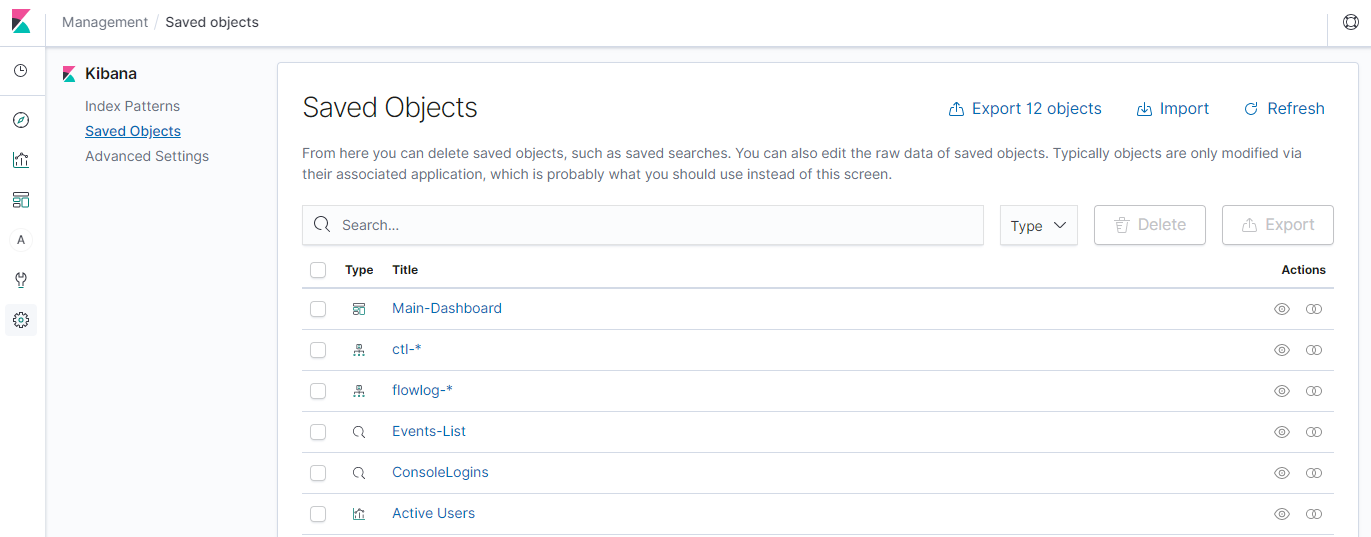 Management / Saved objects
Kibana
Index Patterns
Saved Objects
Advanced Settings
A
Saved Objects
Export 12 objects Import Refresh
From here you can delete saved objects, such as saved searches. You can also edit the raw data of saved objects. Typically objects are only modified via
their associated application, which is probably what you should use instead of this screen.
Search... Type Delete Export
Type Title Actions
Main-Dashboard
ctl-*
flowlog-*
Events-List
ConsoleLogins
Active Users